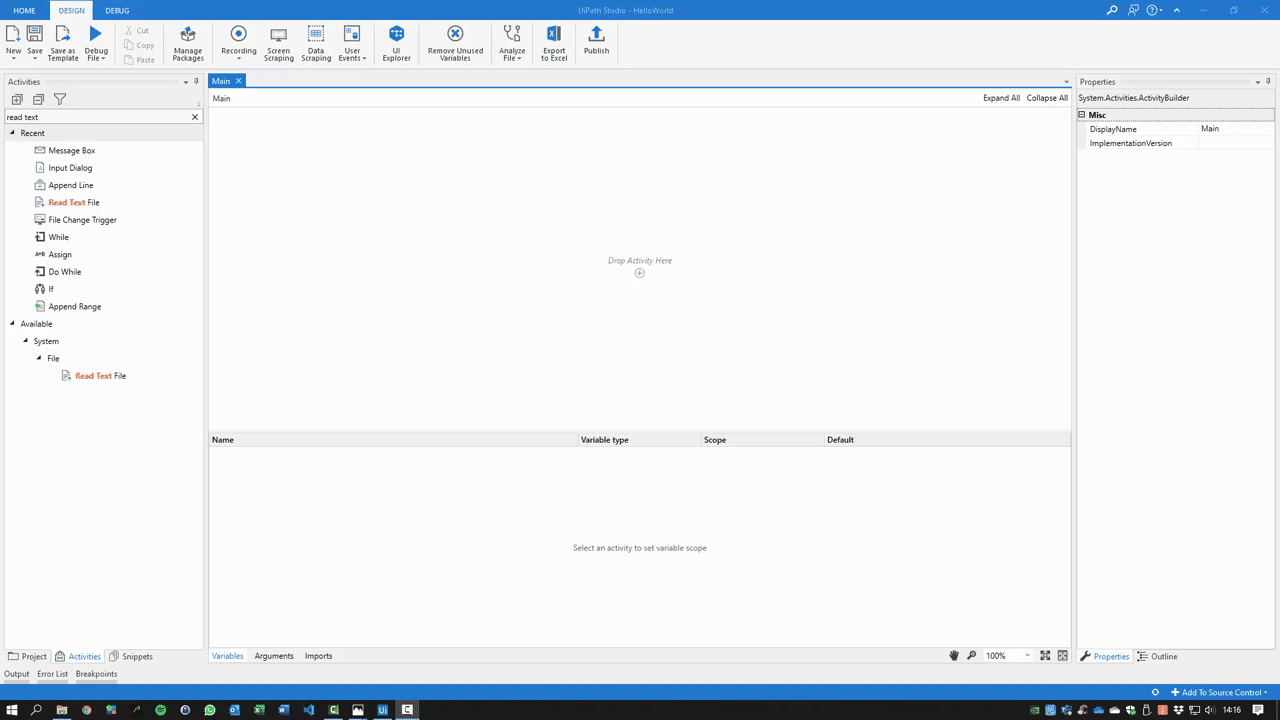 HOME DESIGN DEBUG UiPath Studio - HelloWorld
New Save Save as Template Debug File Cut Copy Paste Manage Packages Recording Screen Scraping Data Scraping User Events UI Explorer Remove Unused Variables Analyze File Export to Excel Publish
Activities
read text
Recent
Message Box
Input Dialog
Append Line
Read Text File
File Change Trigger
While
Assign
Do While
If
Append Range
Available
System
File
Read Text File
Main
Main Expand All Collapse All
Drop Activity Here
Name Variable type Scope Default
Select an activity to set variable scope
Variables Arguments Imports 100%
Properties
System.Activities.ActivityBuilder
Misc
DisplayName Main
ImplementationVersion
Project Activities Snippets
Properties Outline
Output Error List Breakpoints
Add To Source Control
14:16